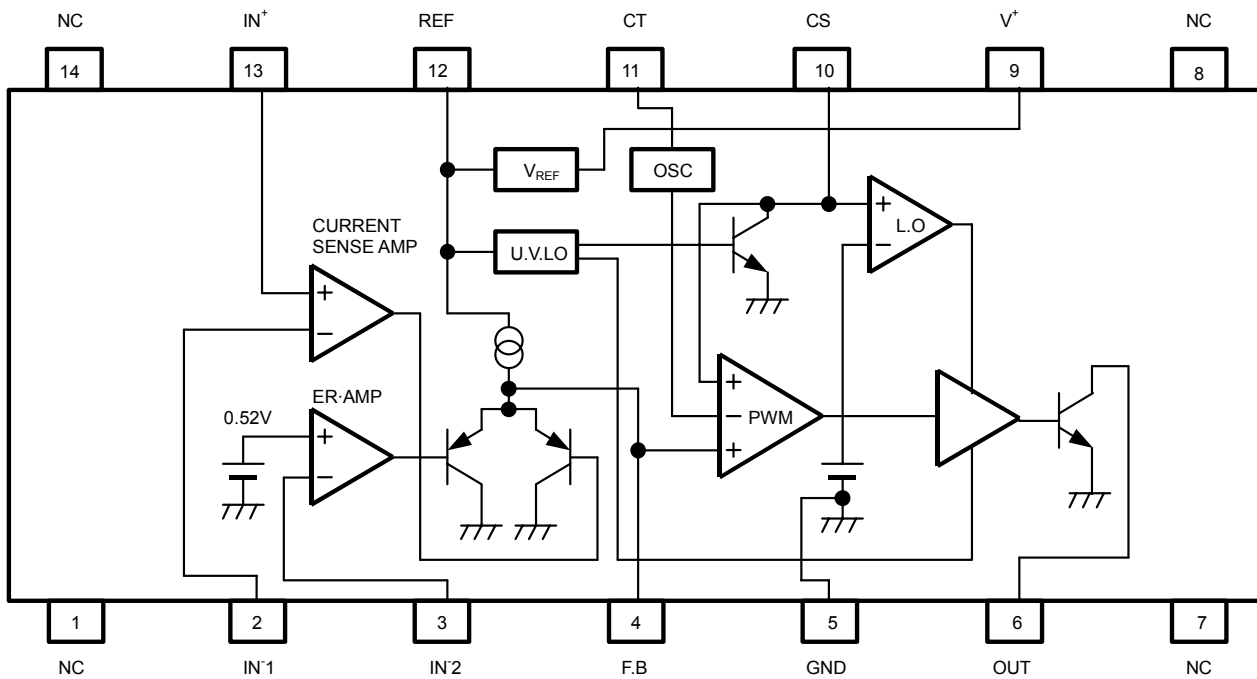 NC IN+ REF CT CS V+ NC
14 13 12 11 10 9 8
VREF OSC
CURRENT
SENSE AMP
+
−
U.V.LO
+
L.O
−
ER·AMP
0.52V
+
−
+
− PWM
+
1 2 3 4 5 6 7
NC IN-1 IN-2 F.B GND OUT NC